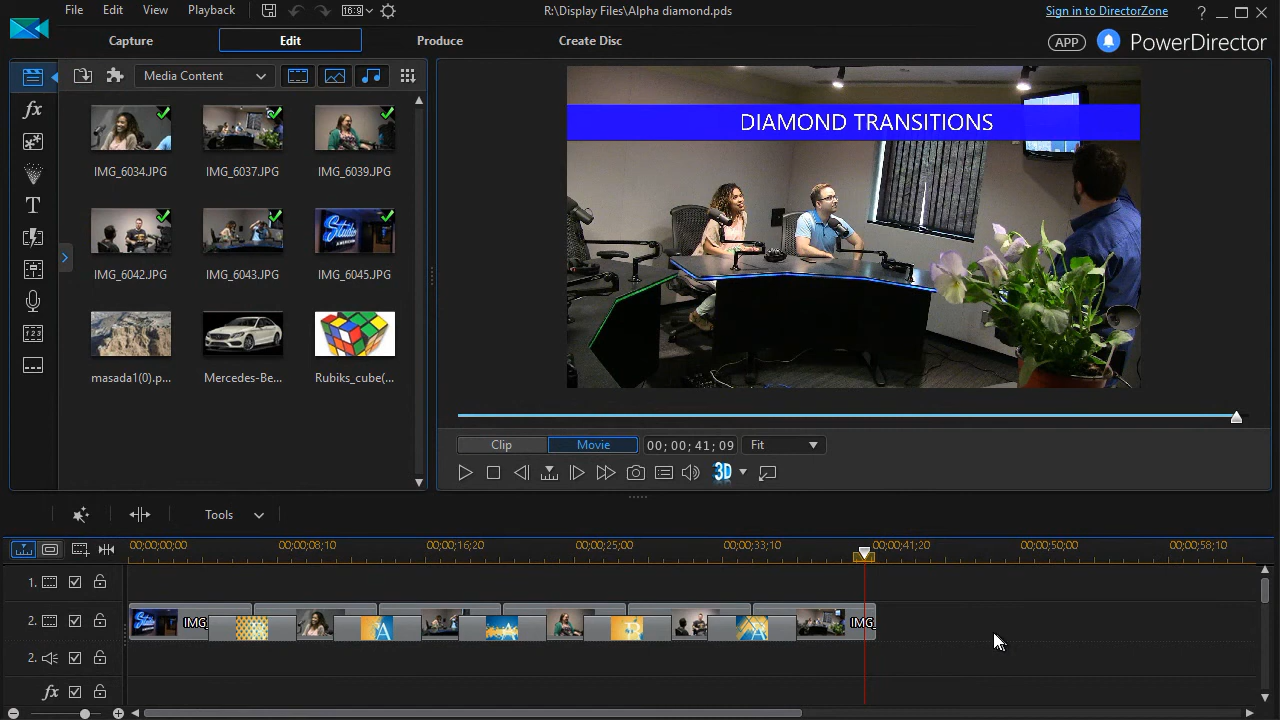 File Edit View Playback 16:9 R:\Display Files\Alpha diamond.pds Sign in to DirectorZone ?
Capture Edit Produce Create Disc APP PowerDirector
Media Content
fx
T
DIAMOND TRANSITIONS
IMG_6034.JPG IMG_6037.JPG IMG_6039.JPG
IMG_6042.JPG IMG_6043.JPG IMG_6045.JPG
masada1(0).p... Mercedes-Be... Rubiks_cube(...
Clip Movie 00; 00; 41; 09 Fit
3D
Tools
00;00;00;00 00;00;08;10 00;00;16;20 00;00;25;00 00;00;33;10 00;00;41;20 00;00;50;00 00;00;58;10
1.
2. IMG A A B A IMG_
2.
fx